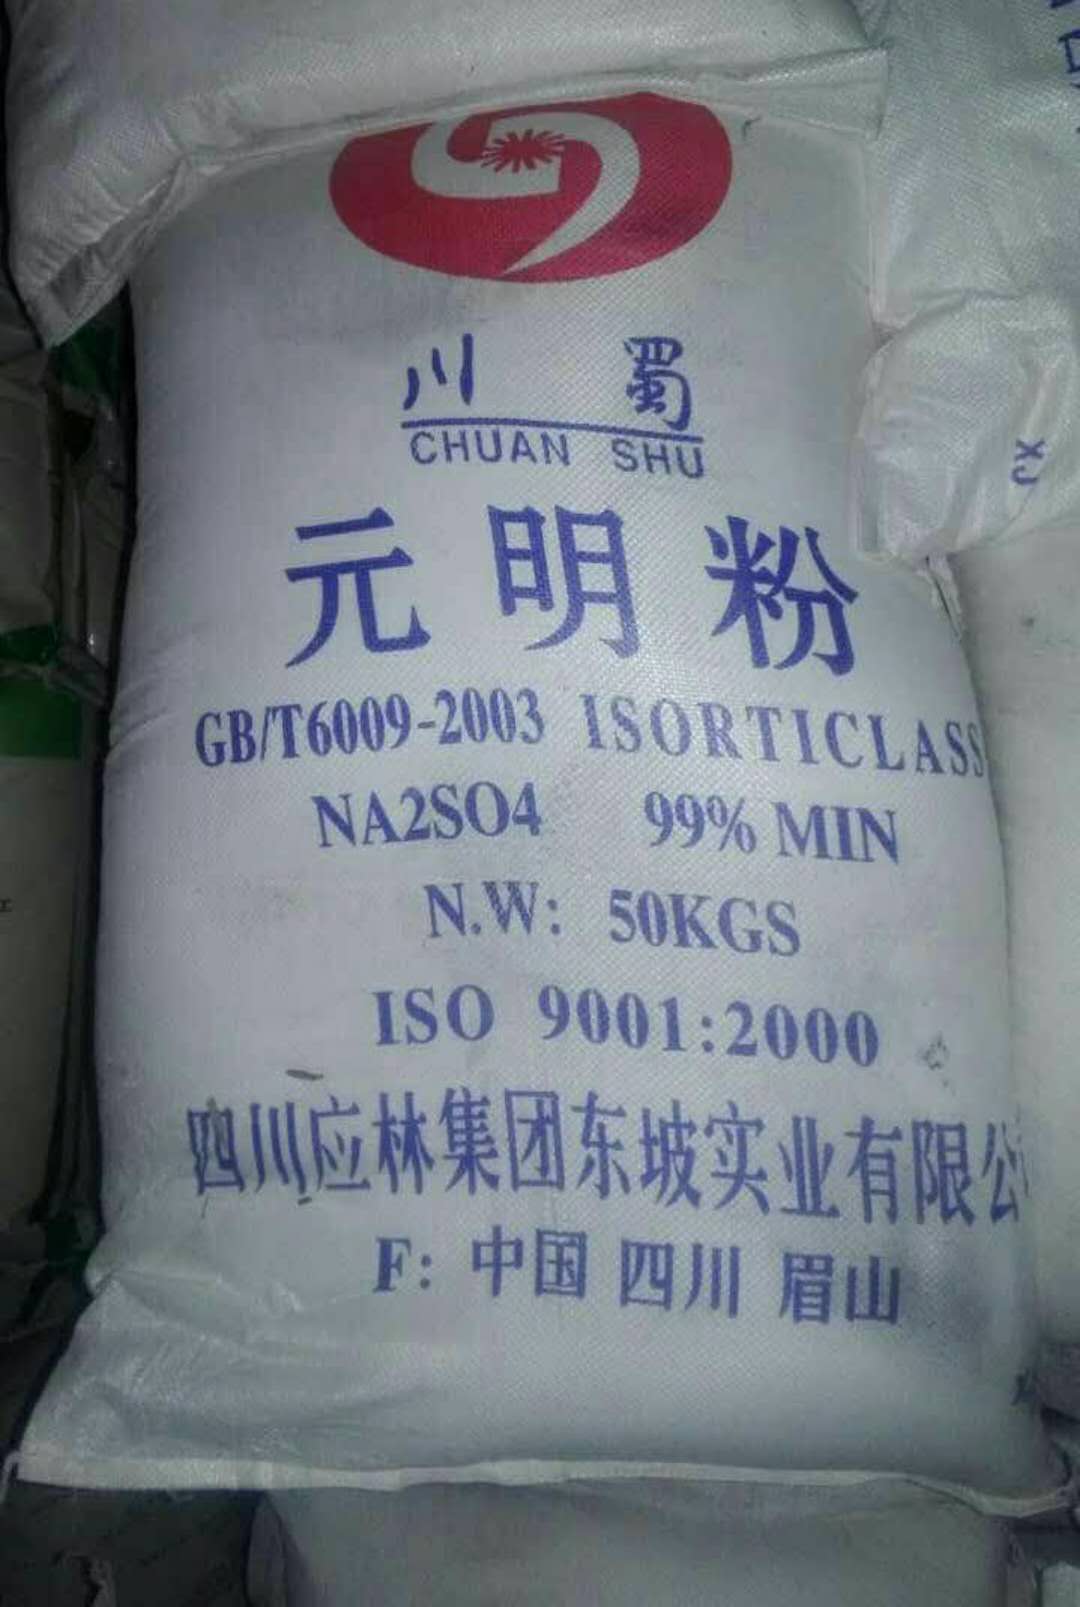 川 蜀
CHUAN SHU
元明粉
GB/T6009-2003 ISORTICLASS
NA2SO4 99% MIN
N.W: 50KGS
ISO 9001:2000
四川应林集团东坡实业有限公
F: 中国 四川 眉山
XJ